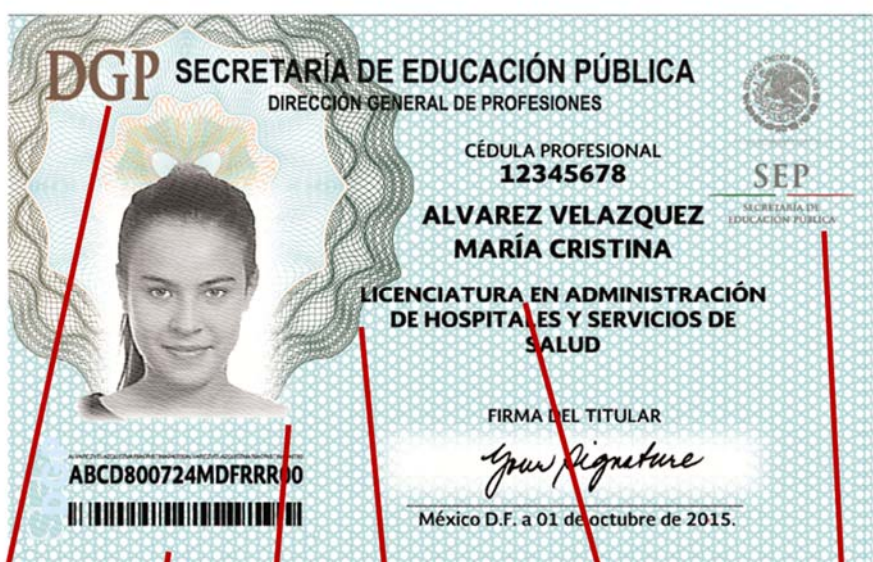 DGP
SECRETARÍA DE EDUCACIÓN PÚBLICA
DIRECCIÓN GENERAL DE PROFESIONES
CÉDULA PROFESIONAL
12345678
SEP
SECRETARÍA DE
EDUCACIÓN PÚBLICA
ALVAREZ VELAZQUEZ
MARÍA CRISTINA
LICENCIATURA EN ADMINISTRACIÓN
DE HOSPITALES Y SERVICIOS DE
SALUD
FIRMA DEL TITULAR
Your Signature
ABCD800724MDFRRR00
México D.F. a 01 de octubre de 2015.